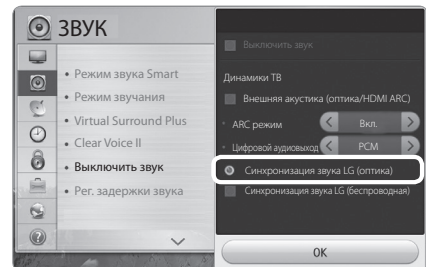 ЗВУК
• Режим звука Smart
• Режим звучания
• Virtual Surround Plus
• Clear Voice II
• Выключить звук
• Рег. задержки звука
Выключить звук
Динамики ТВ
Внешняя акустика (оптика/HDMI ARC)
• ARC режим < Вкл. >
• Цифровой аудиовыход < PCM >
Синхронизация звука LG (оптика)
Синхронизация звука LG (беспроводная)
ОК